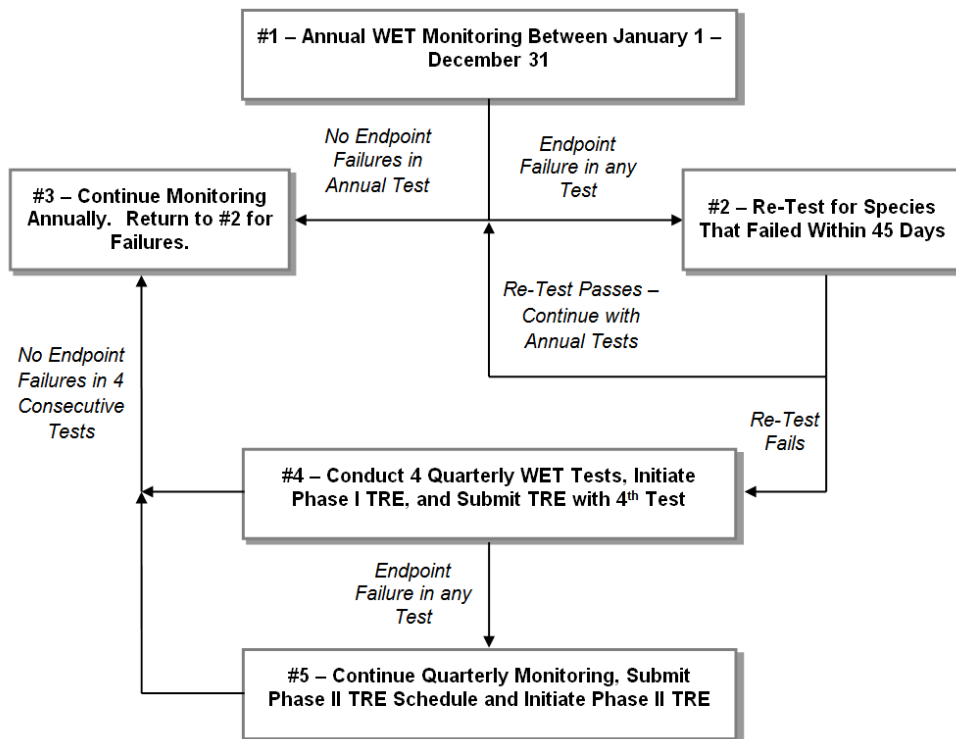 #1 – Annual WET Monitoring Between January 1 –
December 31
No Endpoint
Failures in
Annual Test
Endpoint
Failure in any
Test
#3 – Continue Monitoring
Annually. Return to #2 for
Failures.
#2 – Re-Test for Species
That Failed Within 45 Days
Re-Test Passes –
Continue with
Annual Tests
No Endpoint
Failures in 4
Consecutive
Tests
Re-Test
Fails
#4 – Conduct 4 Quarterly WET Tests, Initiate
Phase I TRE, and Submit TRE with 4th Test
Endpoint
Failure in any
Test
#5 – Continue Quarterly Monitoring, Submit
Phase II TRE Schedule and Initiate Phase II TRE